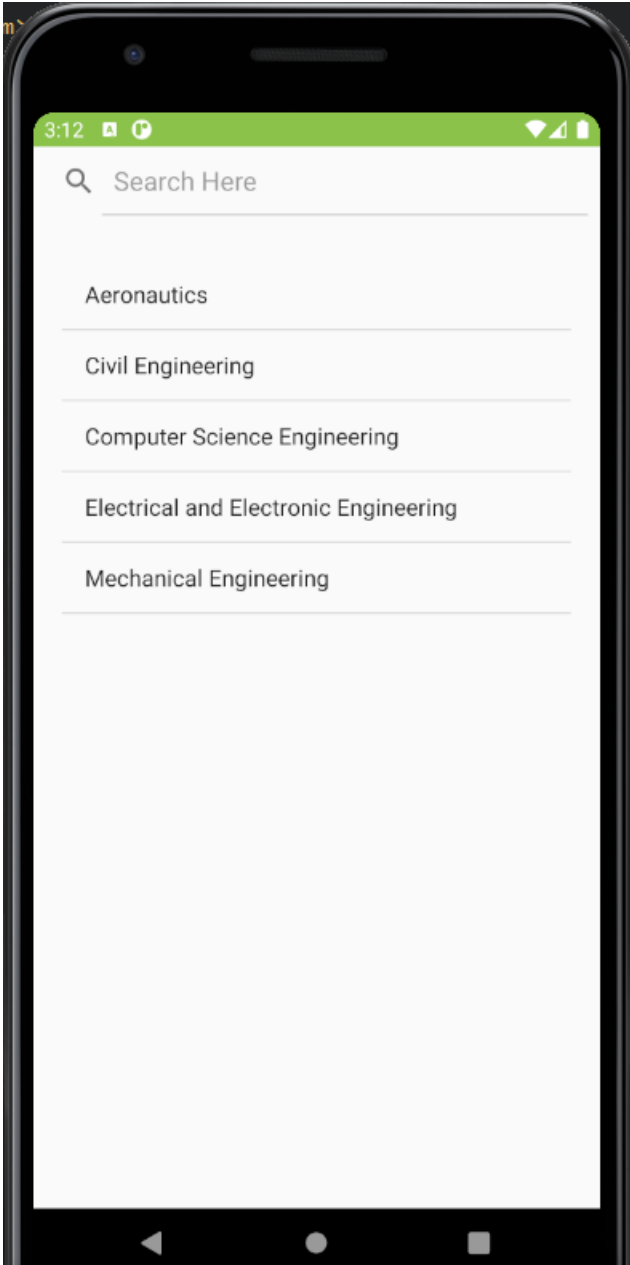 m`
3:12 A
Search Here
Aeronautics
Civil Engineering
Computer Science Engineering
Electrical and Electronic Engineering
Mechanical Engineering